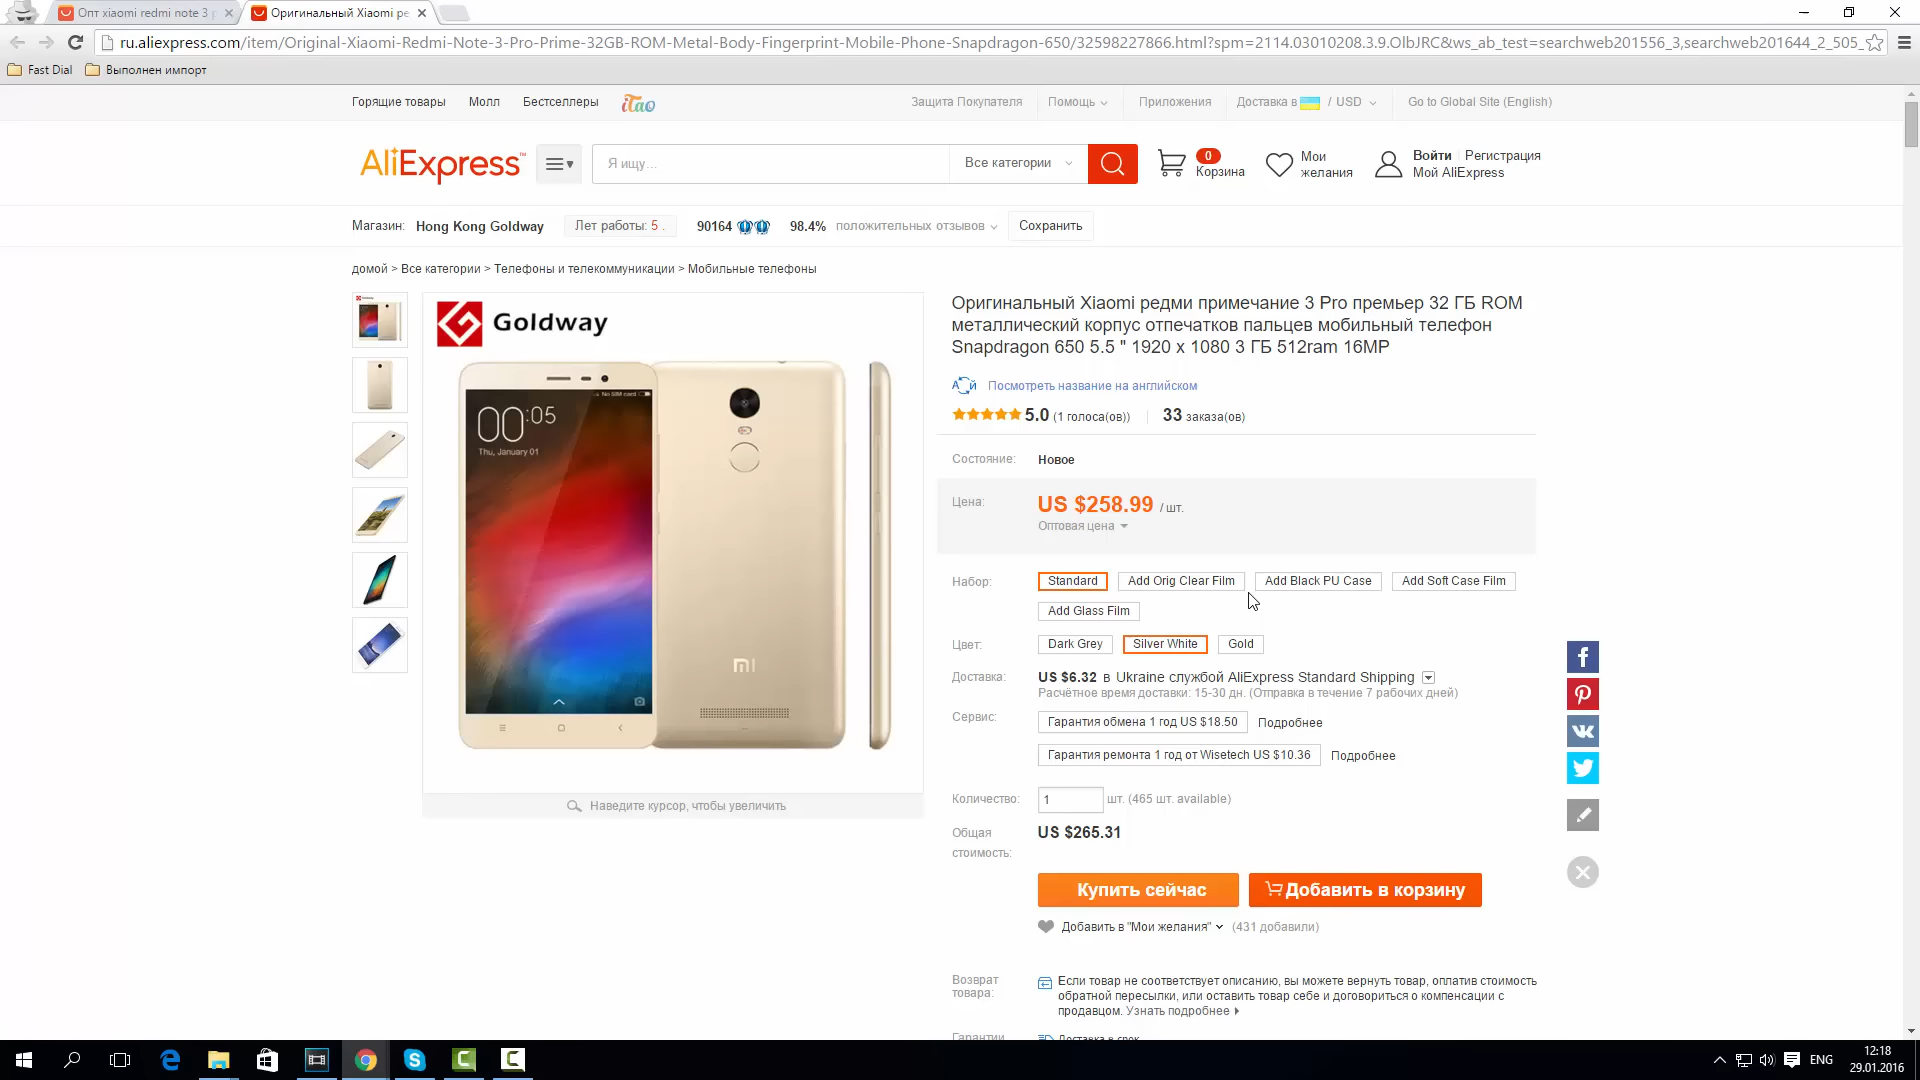 Опт xiaomi redmi note 3 p
Оригинальный Xiaomi ре
ru.aliexpress.com/item/Original-Xiaomi-Redmi-Note-3-Pro-Prime-32GB-ROM-Metal-Body-Fingerprint-Mobile-Phone-Snapdragon-650/32598227866.html?spm=2114.03010208.3.9.OlbJRC&ws_ab_test=searchweb201556_3,searchweb201644_2_505_
Fast Dial
Выполнен импорт
Горящие товары Молл Бестселлеры iTao
Защита Покупателя Помощь Приложения Доставка в / USD Go to Global Site (English)
AliExpress™
Я ищу...
Все категории
0
Корзина
Мои
желания
Войти Регистрация
Мой AliExpress
Магазин: Hong Kong Goldway Лет работы: 5 . 90164 98.4% положительных отзывов Сохранить
домой > Все категории > Телефоны и телекоммуникации > Мобильные телефоны
Goldway
Goldway
No SIM card
00:05
Thu, January 01
Наведите курсор, чтобы увеличить
Оригинальный Xiaomi редми примечание 3 Pro премьер 32 ГБ ROM
металлический корпус отпечатков пальцев мобильный телефон
Snapdragon 650 5.5 " 1920 x 1080 3 ГБ 512ram 16MP
Посмотреть название на английском
5.0 (1 голоса(ов)) 33 заказа(ов)
Состояние: Новое
Цена: US $258.99 / шт.
Оптовая цена
Набор: Standard Add Orig Clear Film Add Black PU Case Add Soft Case Film
Add Glass Film
Цвет: Dark Grey Silver White Gold
Доставка: US $6.32 в Ukraine службой AliExpress Standard Shipping
Расчётное время доставки: 15-30 дн. (Отправка в течение 7 рабочих дней)
Сервис: Гарантия обмена 1 год US $18.50 Подробнее
Гарантия ремонта 1 год от Wisetech US $10.36 Подробнее
Количество: 1 шт. (465 шт. available)
Общая
стоимость:
US $265.31
Купить сейчас Добавить в корзину
Добавить в "Мои желания" (431 добавили)
Возврат
товара:
Если товар не соответствует описанию, вы можете вернуть товар, оплатив стоимость
обратной пересылки, или оставить товар себе и договориться о компенсации с
продавцом. Узнать подробнее
Гарантии Доставка в срок
ENG
12:18
29.01.2016